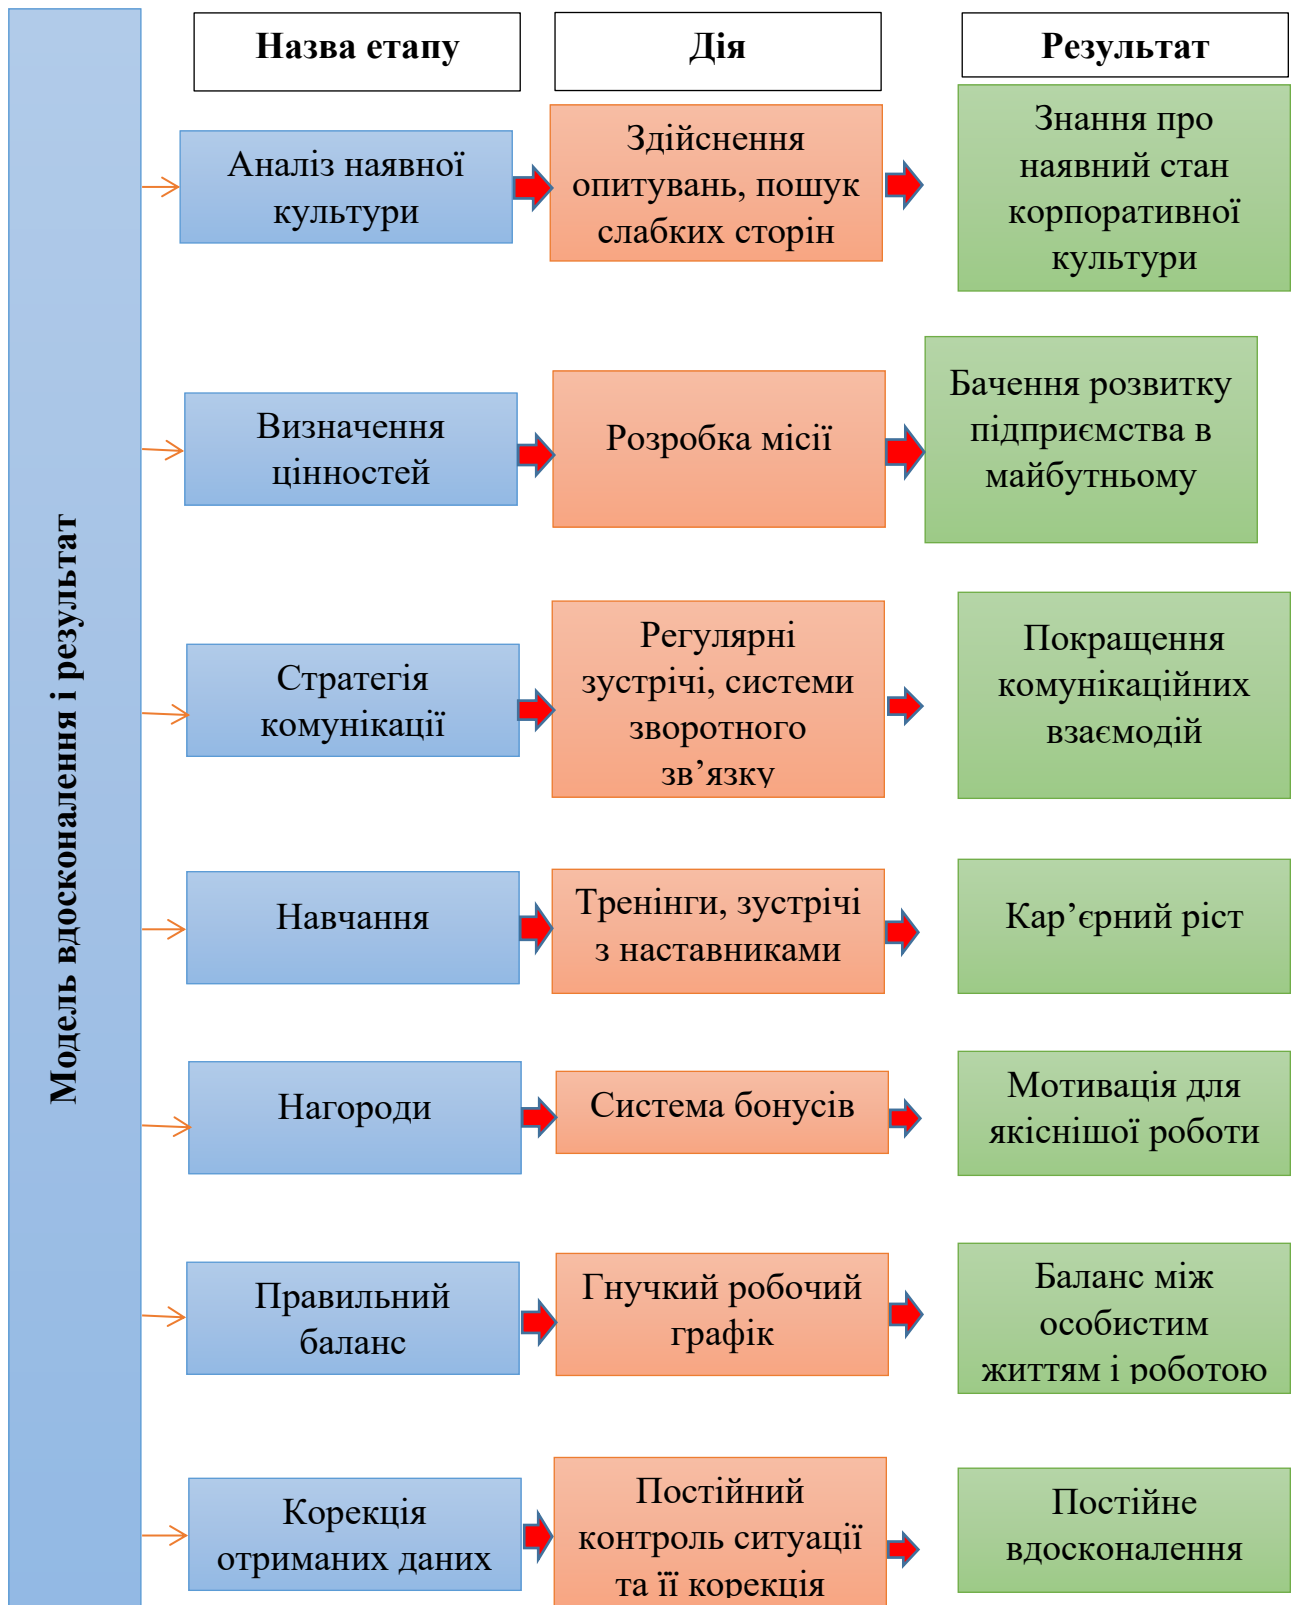 Модель вдосконалення і результат
Назва етапу
Дія
Результат
Аналіз наявної
культури
Здійснення
опитувань, пошук
слабких сторін
Знання про
наявний стан
корпоративної
культури
Визначення
цінностей
Розробка місії
Бачення розвитку
підприємства в
майбутньому
Стратегія
комунікації
Регулярні
зустрічі, системи
зворотного
зв’язку
Покращення
комунікаційних
взаємодій
Навчання
Тренінги, зустрічі
з наставниками
Кар’єрний ріст
Нагороди
Система бонусів
Мотивація для
якіснішої роботи
Правильний
баланс
Гнучкий робочий
графік
Баланс між
особистим
життям і роботою
Корекція
отриманих даних
Постійний
контроль ситуації
та її корекція
Постійне
вдосконалення